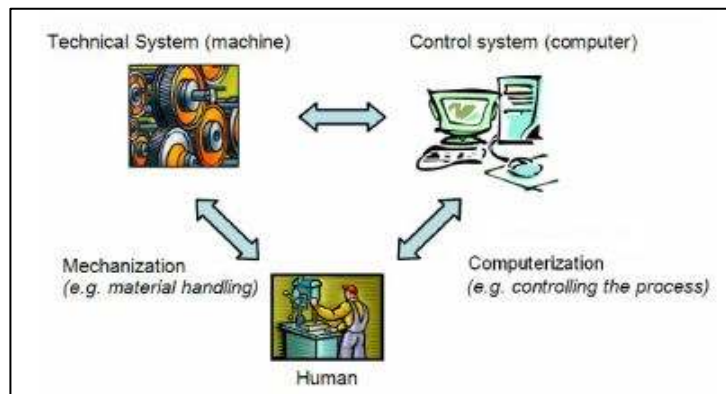 Technical System (machine)
Control system (computer)
Mechanization
(e.g. material handling)
Computerization
(e.g. controlling the process)
Human